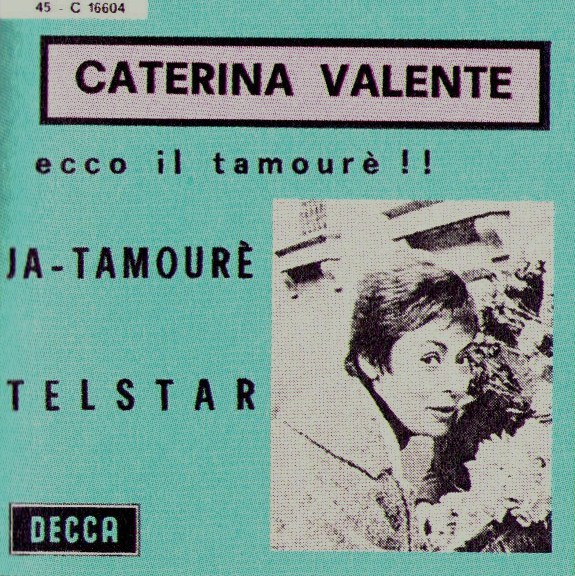 45 - C 16604
CATERINA VALENTE
ecco il tamourè !!
JA-TAMOURÈ
TELSTAR
DECCA